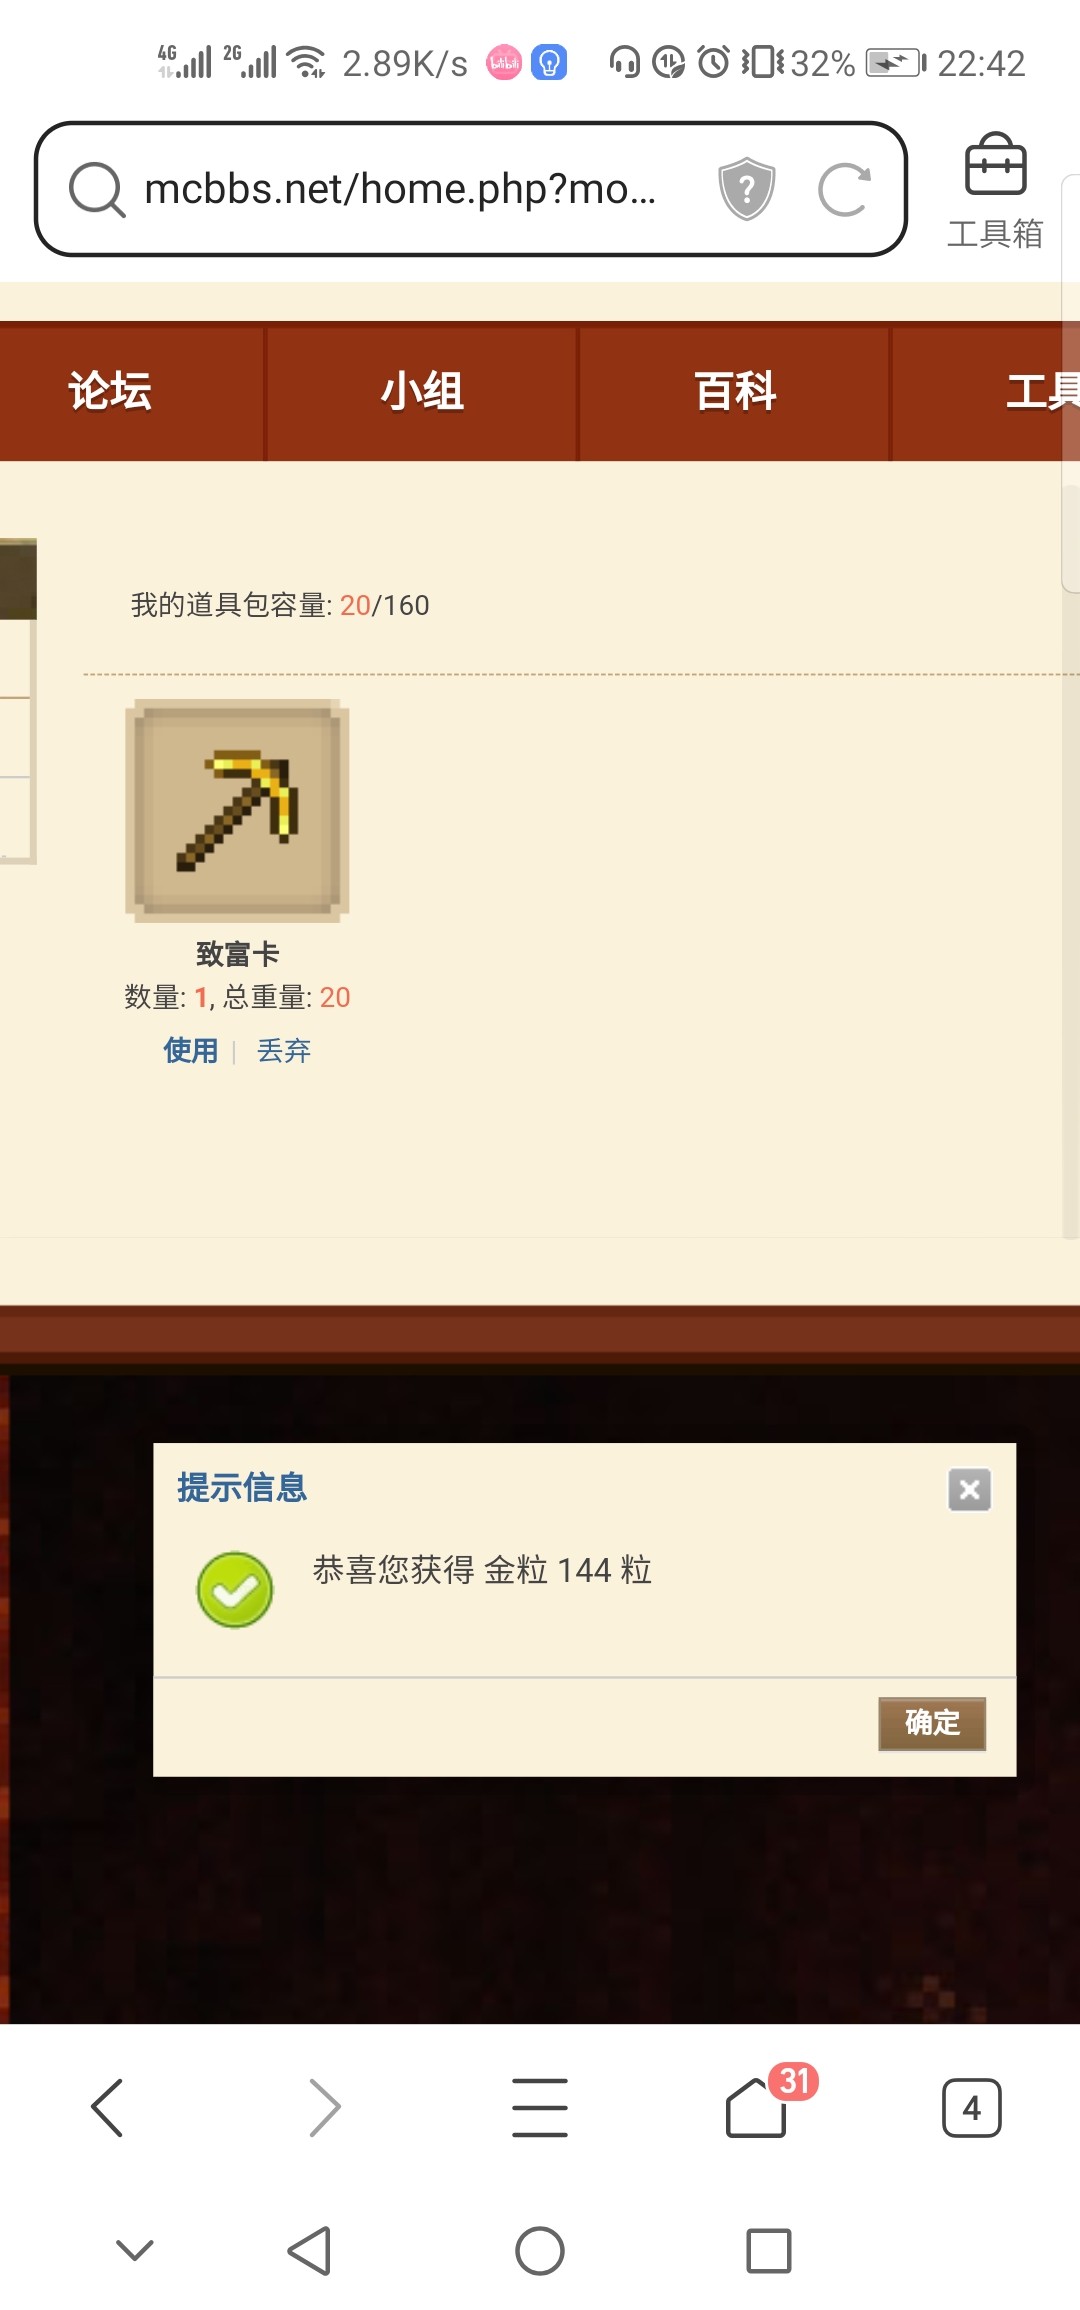 4G 2G 2.89K/s bilibili 32% 22:42
mcbbs.net/home.php?mo...
工具箱
论坛 小组 百科 工具
我的道具包容量: 20/160
致富卡
数量: 1, 总重量: 20
使用 | 丢弃
提示信息
恭喜您获得 金粒 144 粒
确定
31
4